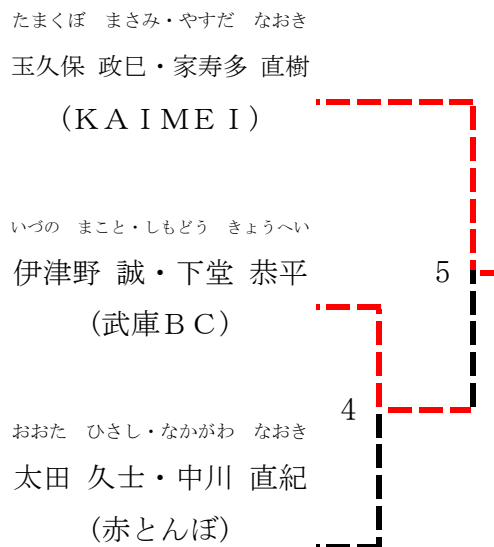 たまくぼ　まさみ・やすだ　なおき
玉久保 政巳・家寿多 直樹
（ＫＡＩＭＥＩ）
いづの　まこと・しもどう　きょうへい
伊津野 誠・下堂 恭平
5
（武庫ＢＣ）
4
おおた　ひさし・なかがわ　なおき
太田 久士・中川 直紀
（赤とんぼ）